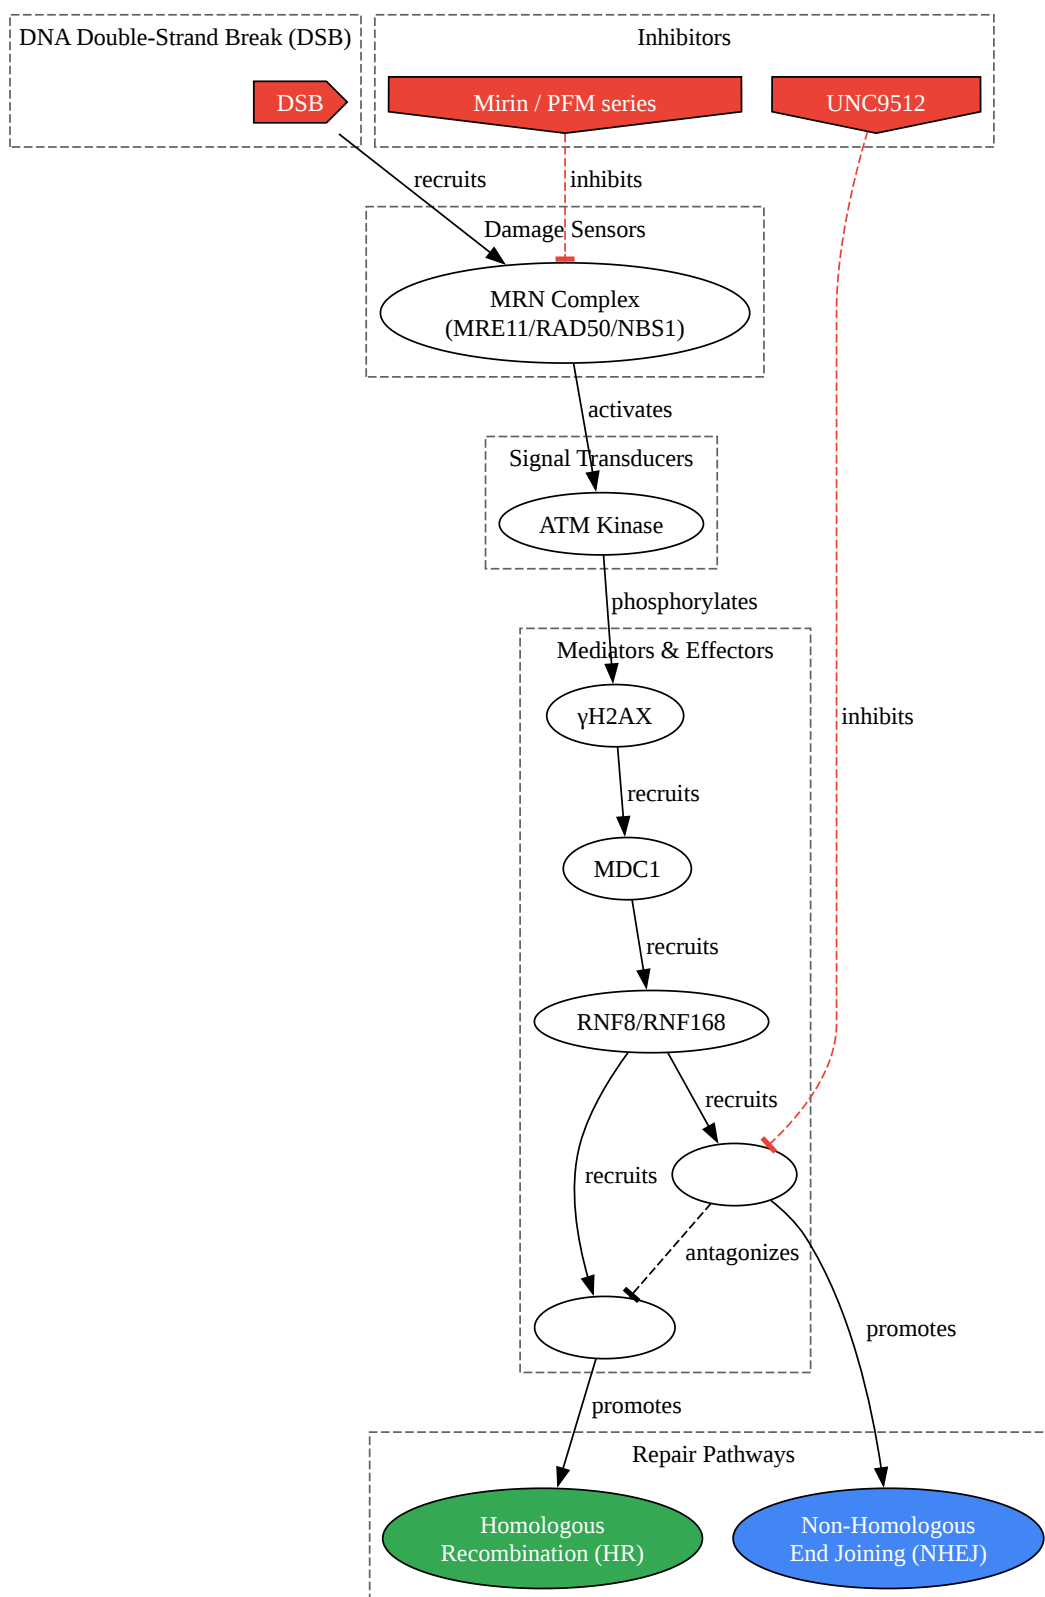 DNA Double-Strand Break (DSB)
Inhibitors
DSB
Mirin / PFM series
UNC9512
recruits
inhibits
Damage Sensors
MRN Complex
(MRE11/RAD50/NBS1)
activates
Signal Transducers
ATM Kinase
phosphorylates
Mediators & Effectors
γH2AX
inhibits
recruits
MDC1
recruits
RNF8/RNF168
recruits
recruits
antagonizes
promotes
promotes
Repair Pathways
Homologous
Recombination (HR)
Non-Homologous
End Joining (NHEJ)